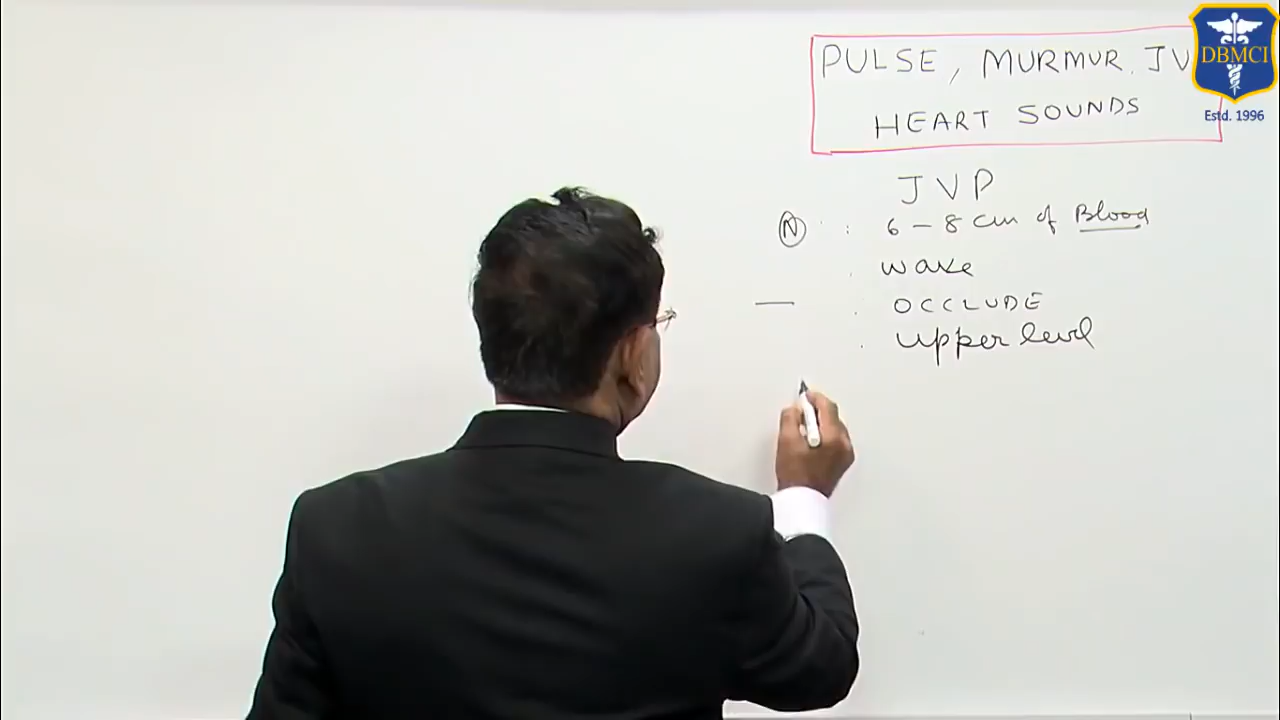 PULSE, MURMUR, JV
HEART SOUNDS
JVP
N : 6-8 cm of Blood
. wave
: OCCLUDE
. upper level
DBMCI
Estd. 1996